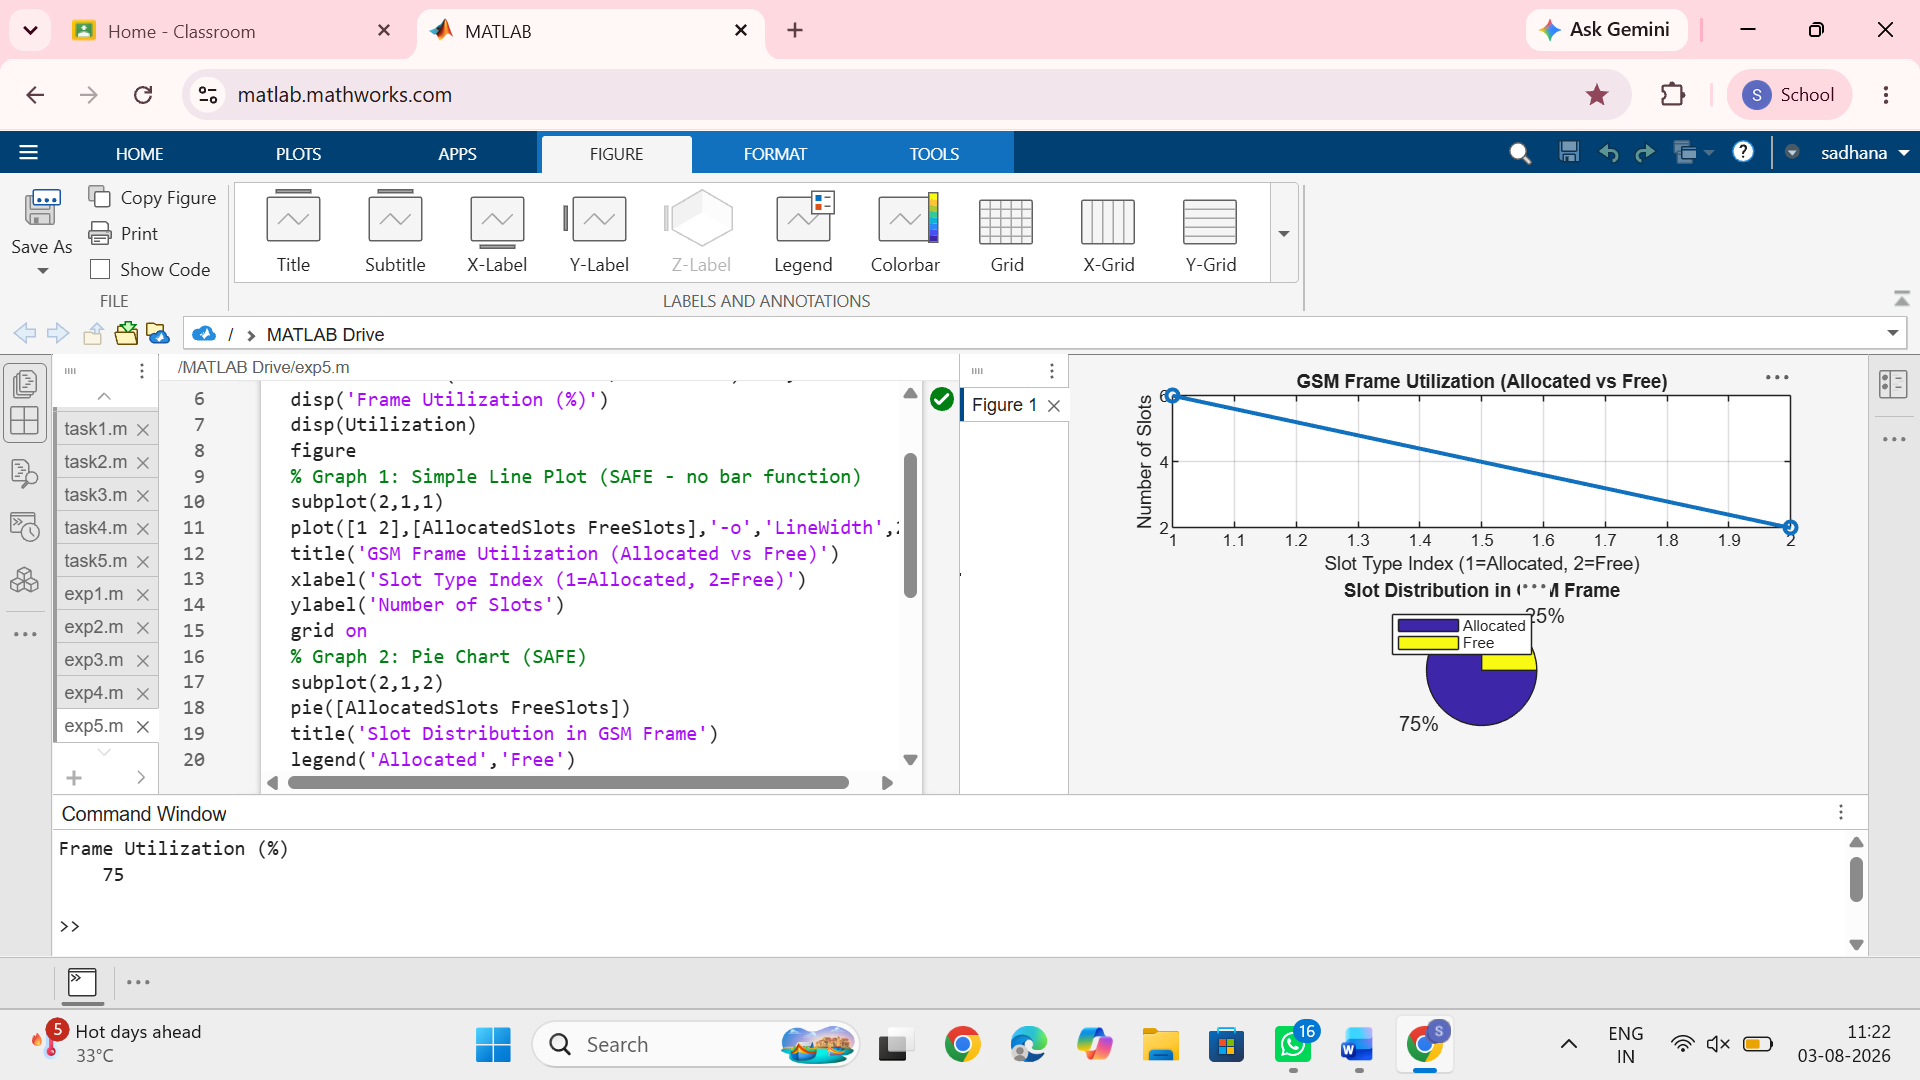 Home - Classroom
MATLAB
Ask Gemini
matlab.mathworks.com
S School
HOME PLOTS APPS FIGURE FORMAT TOOLS
sadhana
Save As
Copy Figure
Print
Show Code
FILE
Title
Subtitle
X-Label
Y-Label
Z-Label
Legend
Colorbar
Grid
X-Grid
Y-Grid
LABELS AND ANNOTATIONS
/ > MATLAB Drive
/MATLAB Drive/exp5.m
task1.m
task2.m
task3.m
task4.m
task5.m
exp1.m
exp2.m
exp3.m
exp4.m
exp5.m
6 disp('Frame Utilization (%)')
7 disp(Utilization)
8 figure
9 % Graph 1: Simple Line Plot (SAFE - no bar function)
10 subplot(2,1,1)
11 plot([1 2],[AllocatedSlots FreeSlots],'-o','LineWidth',
12 title('GSM Frame Utilization (Allocated vs Free)')
13 xlabel('Slot Type Index (1=Allocated, 2=Free)')
14 ylabel('Number of Slots')
15 grid on
16 % Graph 2: Pie Chart (SAFE)
17 subplot(2,1,2)
18 pie([AllocatedSlots FreeSlots])
19 title('Slot Distribution in GSM Frame')
20 legend('Allocated','Free')
Figure 1
GSM Frame Utilization (Allocated vs Free)
Number of Slots
6
4
2
1 1.1 1.2 1.3 1.4 1.5 1.6 1.7 1.8 1.9 2
Slot Type Index (1=Allocated, 2=Free)
Slot Distribution in M Frame
25%
Allocated
Free
75%
Command Window
Frame Utilization (%)
75
>>
5
Hot days ahead
33°C
Search
16
S
ENG
IN
11:22
03-08-2026